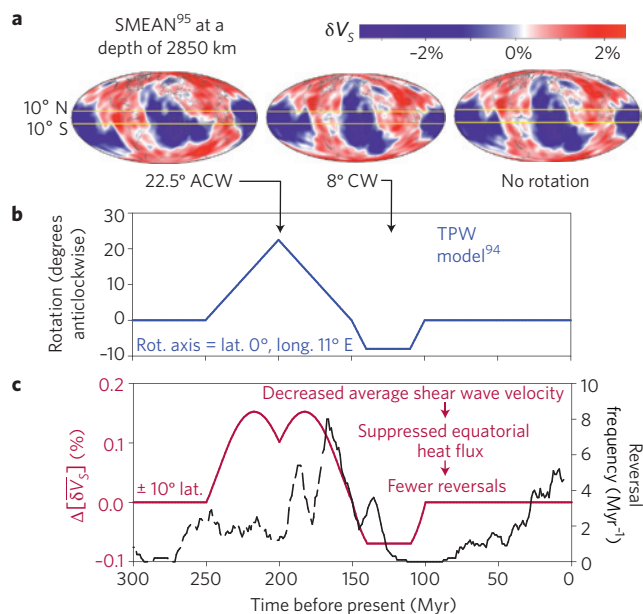 a
SMEAN95 at a
depth of 2850 km
δVS
−2% 0% 2%
10° N
10° S
22.5° ACW
8° CW
No rotation
b
Rotation (degrees
anticlockwise)
30
20
10
0
−10
TPW
model94
Rot. axis = lat. 0°, long. 11° E
c
Δ[δVS] (%)
0.2
0.1
0.0
−0.1
± 10° lat.
Decreased average shear wave velocity
Suppressed equatorial
heat flux
Fewer reversals
10
8
6
4
2
0
Reversal
frequency (Myr−1)
300 250 200 150 100 50 0
Time before present (Myr)